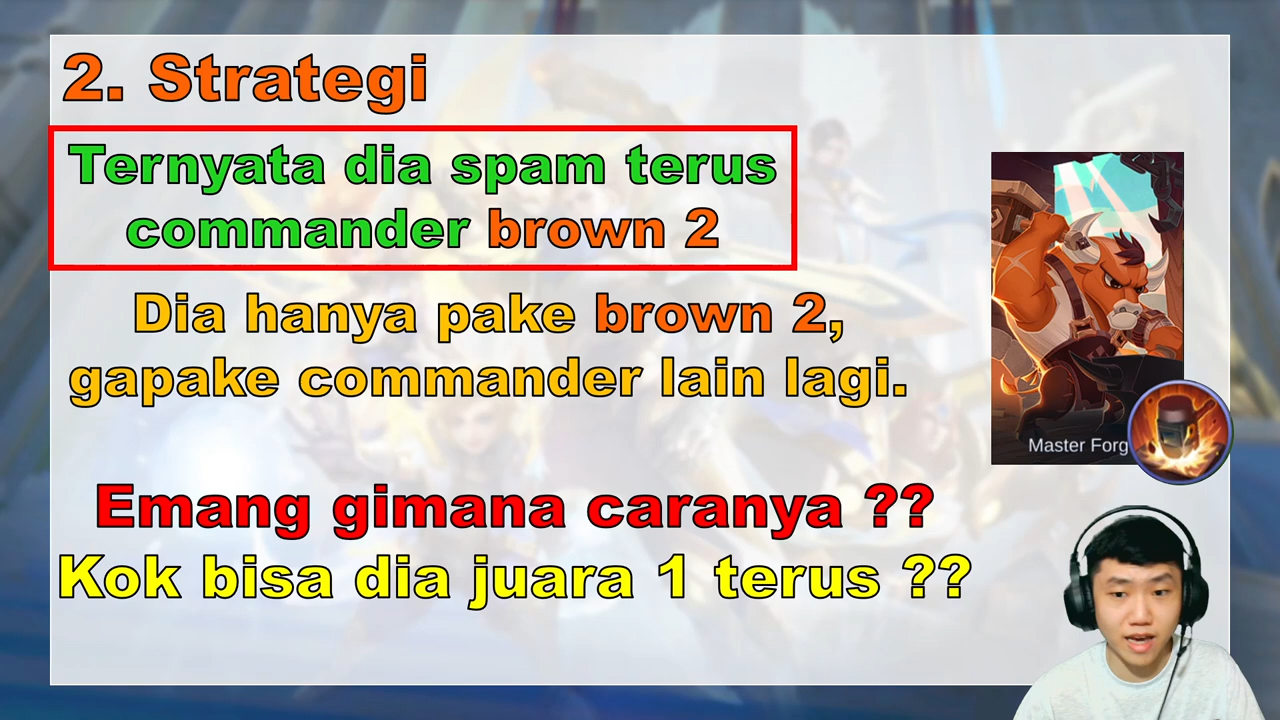 2. Strategi
Ternyata dia spam terus
commander brown 2
Dia hanya pake brown 2,
gapake commander lain lagi.
Master Forg
Emang gimana caranya ??
Kok bisa dia juara 1 terus ??